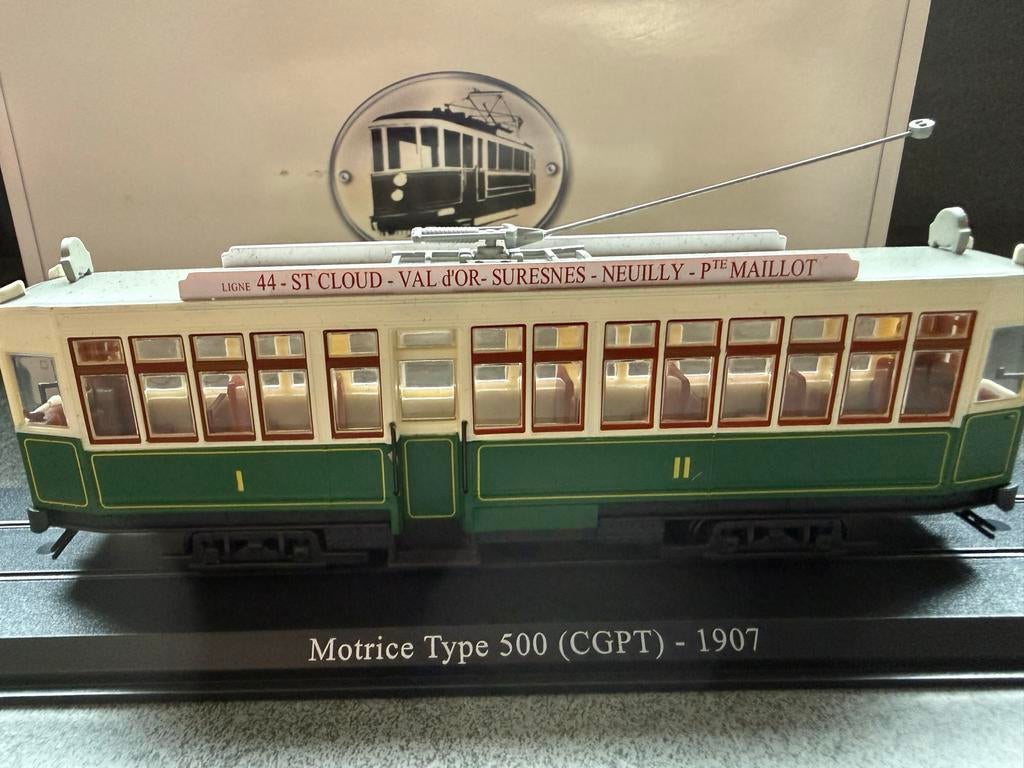 LIGNE 44 - ST CLOUD - VAL d'OR- SURESNES - NEUILLY - Pᵀᴱ MAILLOT
I II
Motrice Type 500 (CGPT) - 1907